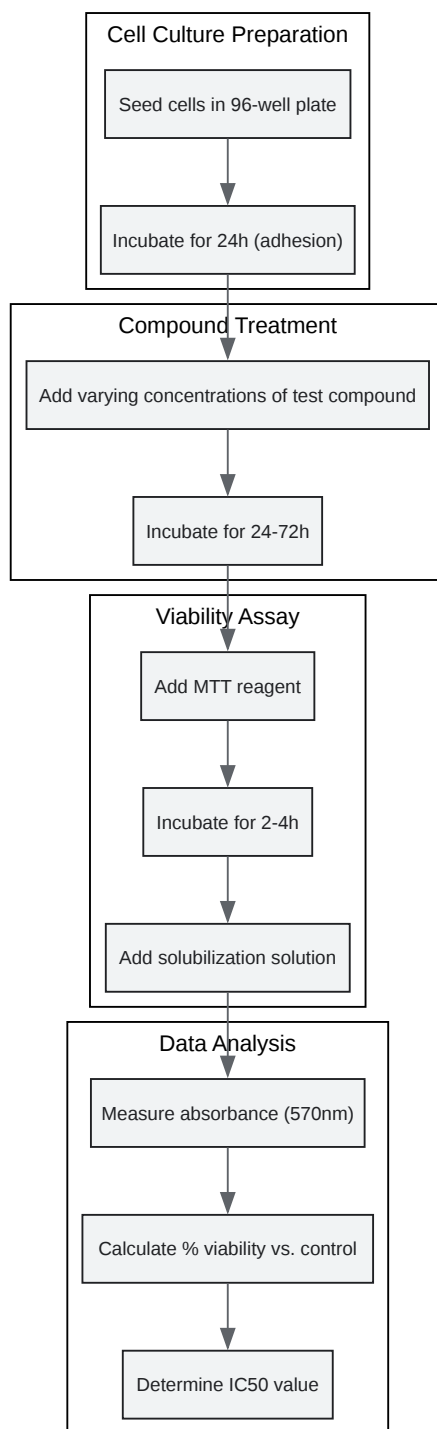 Cell Culture Preparation
Seed cells in 96-well plate
Incubate for 24h (adhesion)
Compound Treatment
Add varying concentrations of test compound
Incubate for 24-72h
Viability Assay
Add MTT reagent
Incubate for 2-4h
Add solubilization solution
Data Analysis
Measure absorbance (570nm)
Calculate % viability vs. control
Determine IC50 value